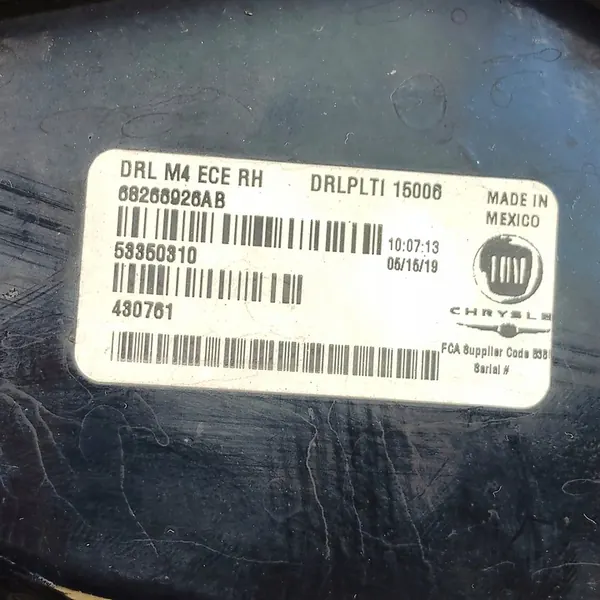 DRL M4 ECE RH
DRLPLTI 15006
MADE IN
MEXICO
68266926AB
10:07:13
05/15/19
53350310
430761
FIAT
CHRYSLER
FCA Supplier Code
Serial #